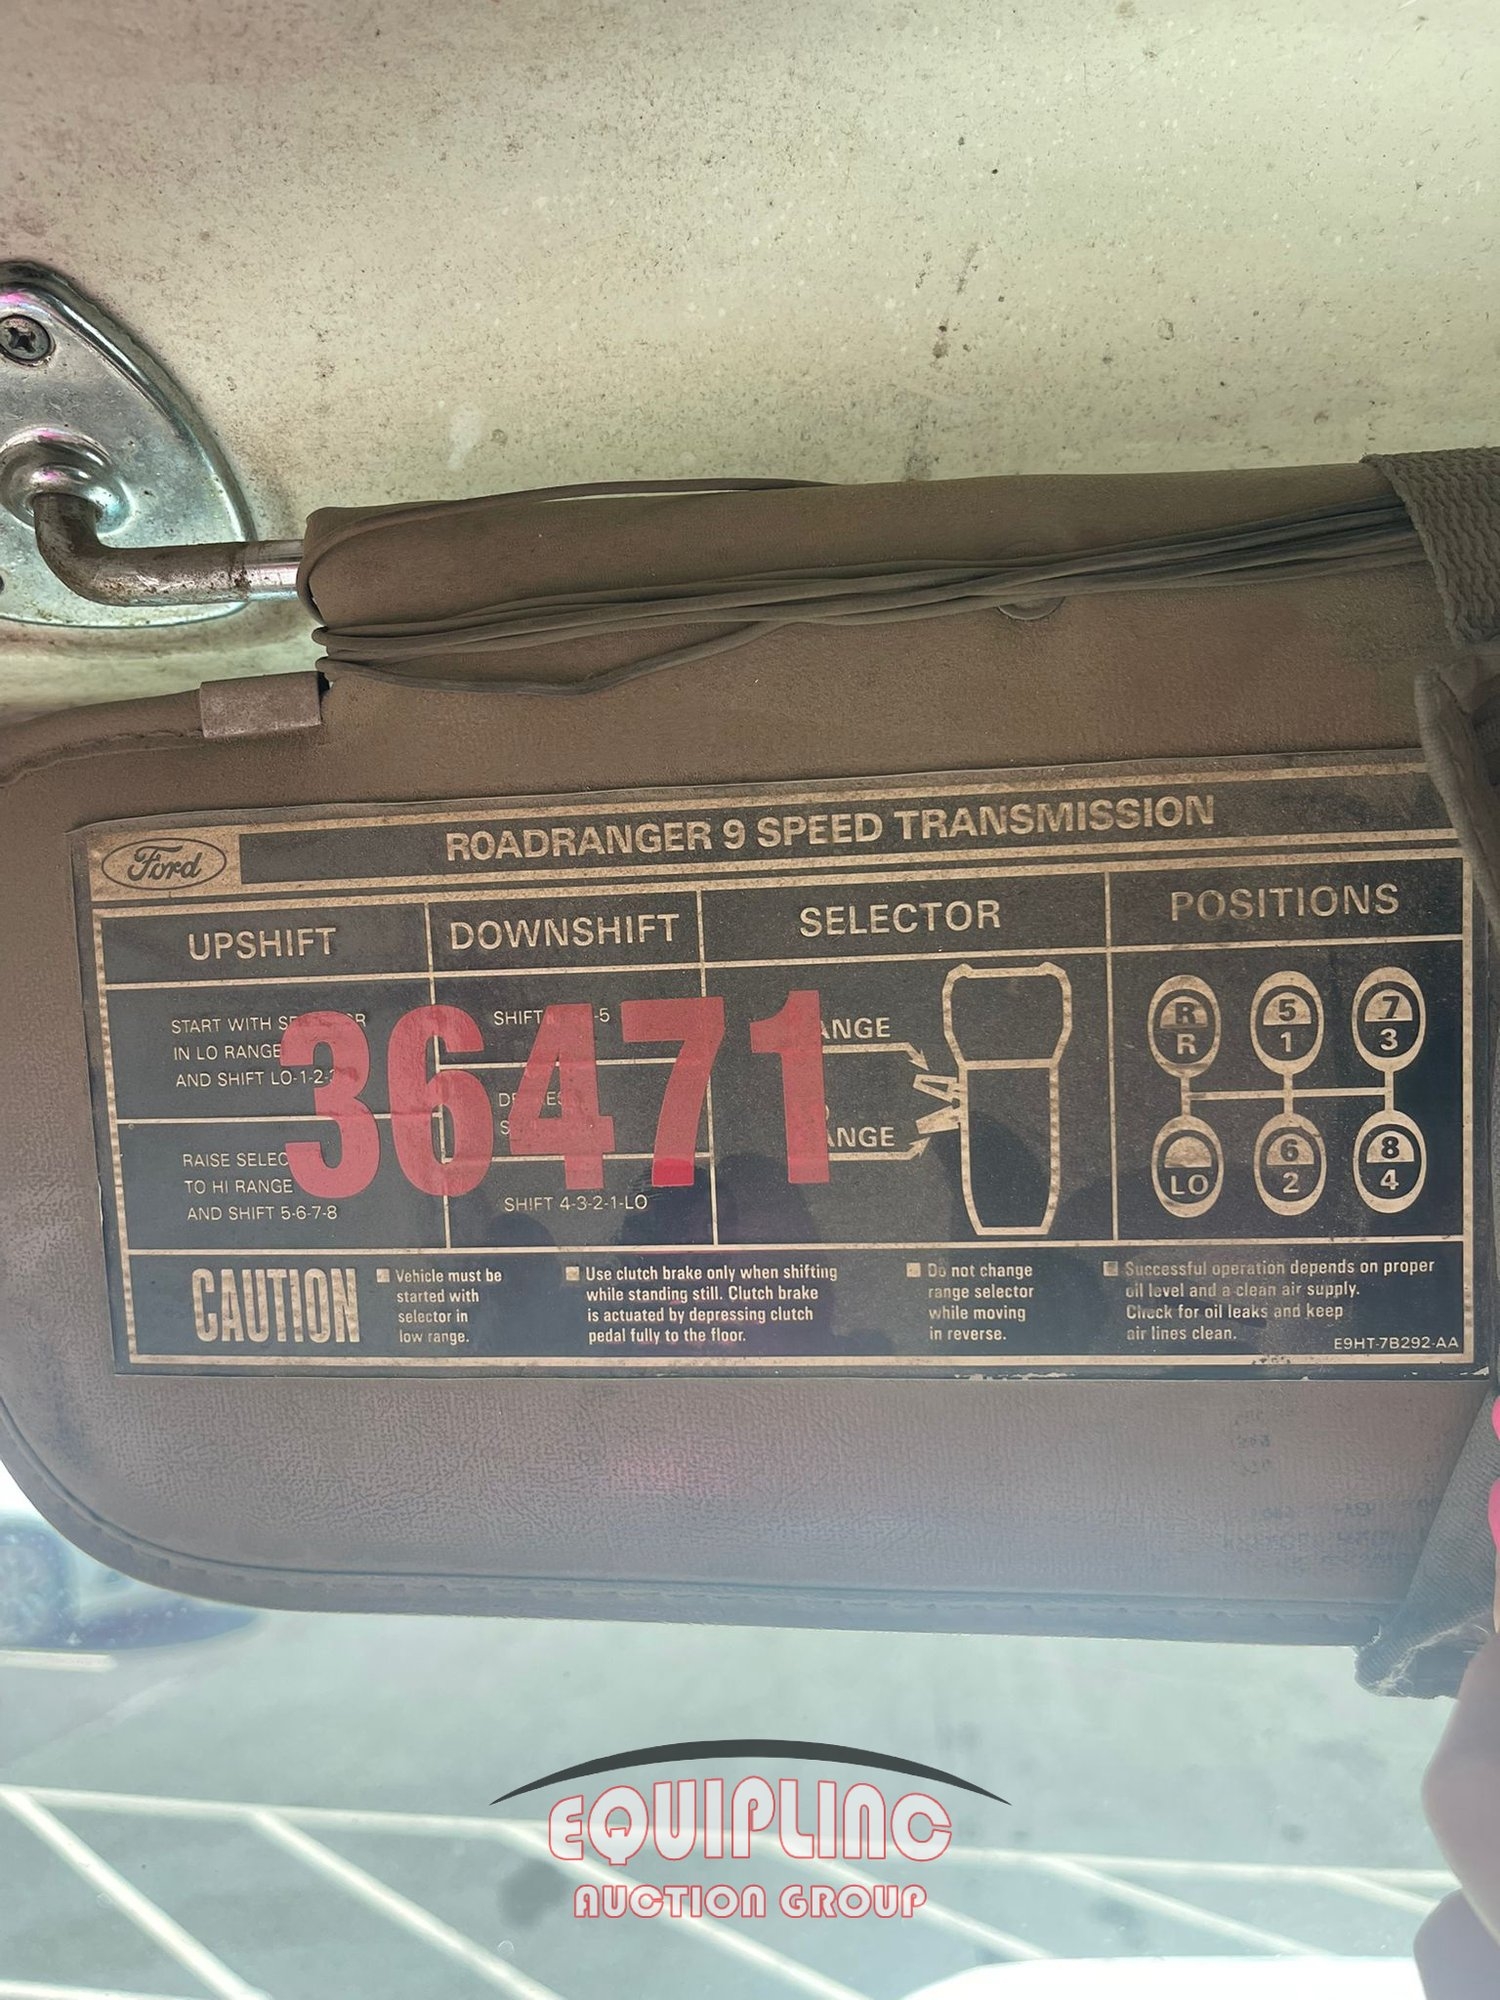 Ford
ROADRANGER 9 SPEED TRANSMISSION
UPSHIFT
START WITH
IN LO RANGE
AND SHIFT LO-1-2-
RAISE
TO HI RANGE
AND SHIFT 5-6-7-8
DOWNSHIFT
SHIFT -5
SHIFT 4-3-2-1-LO
SELECTOR
ANGE
ANGE
POSITIONS
R 5 7
R 1 3
6 8
LO 2 4
36471
CAUTION
Vehicle must be
started with
selector in
low range.
Use clutch brake only when shifting
while standing still. Clutch brake
is actuated by depressing clutch
pedal fully to the floor.
Do not change
range selector
while moving
in reverse.
Successful operation depends on proper
oil level and a clean air supply.
Check for oil leaks and keep
air lines clean.
E9HT-7B292-AA
EQUIPLINC
AUCTION GROUP